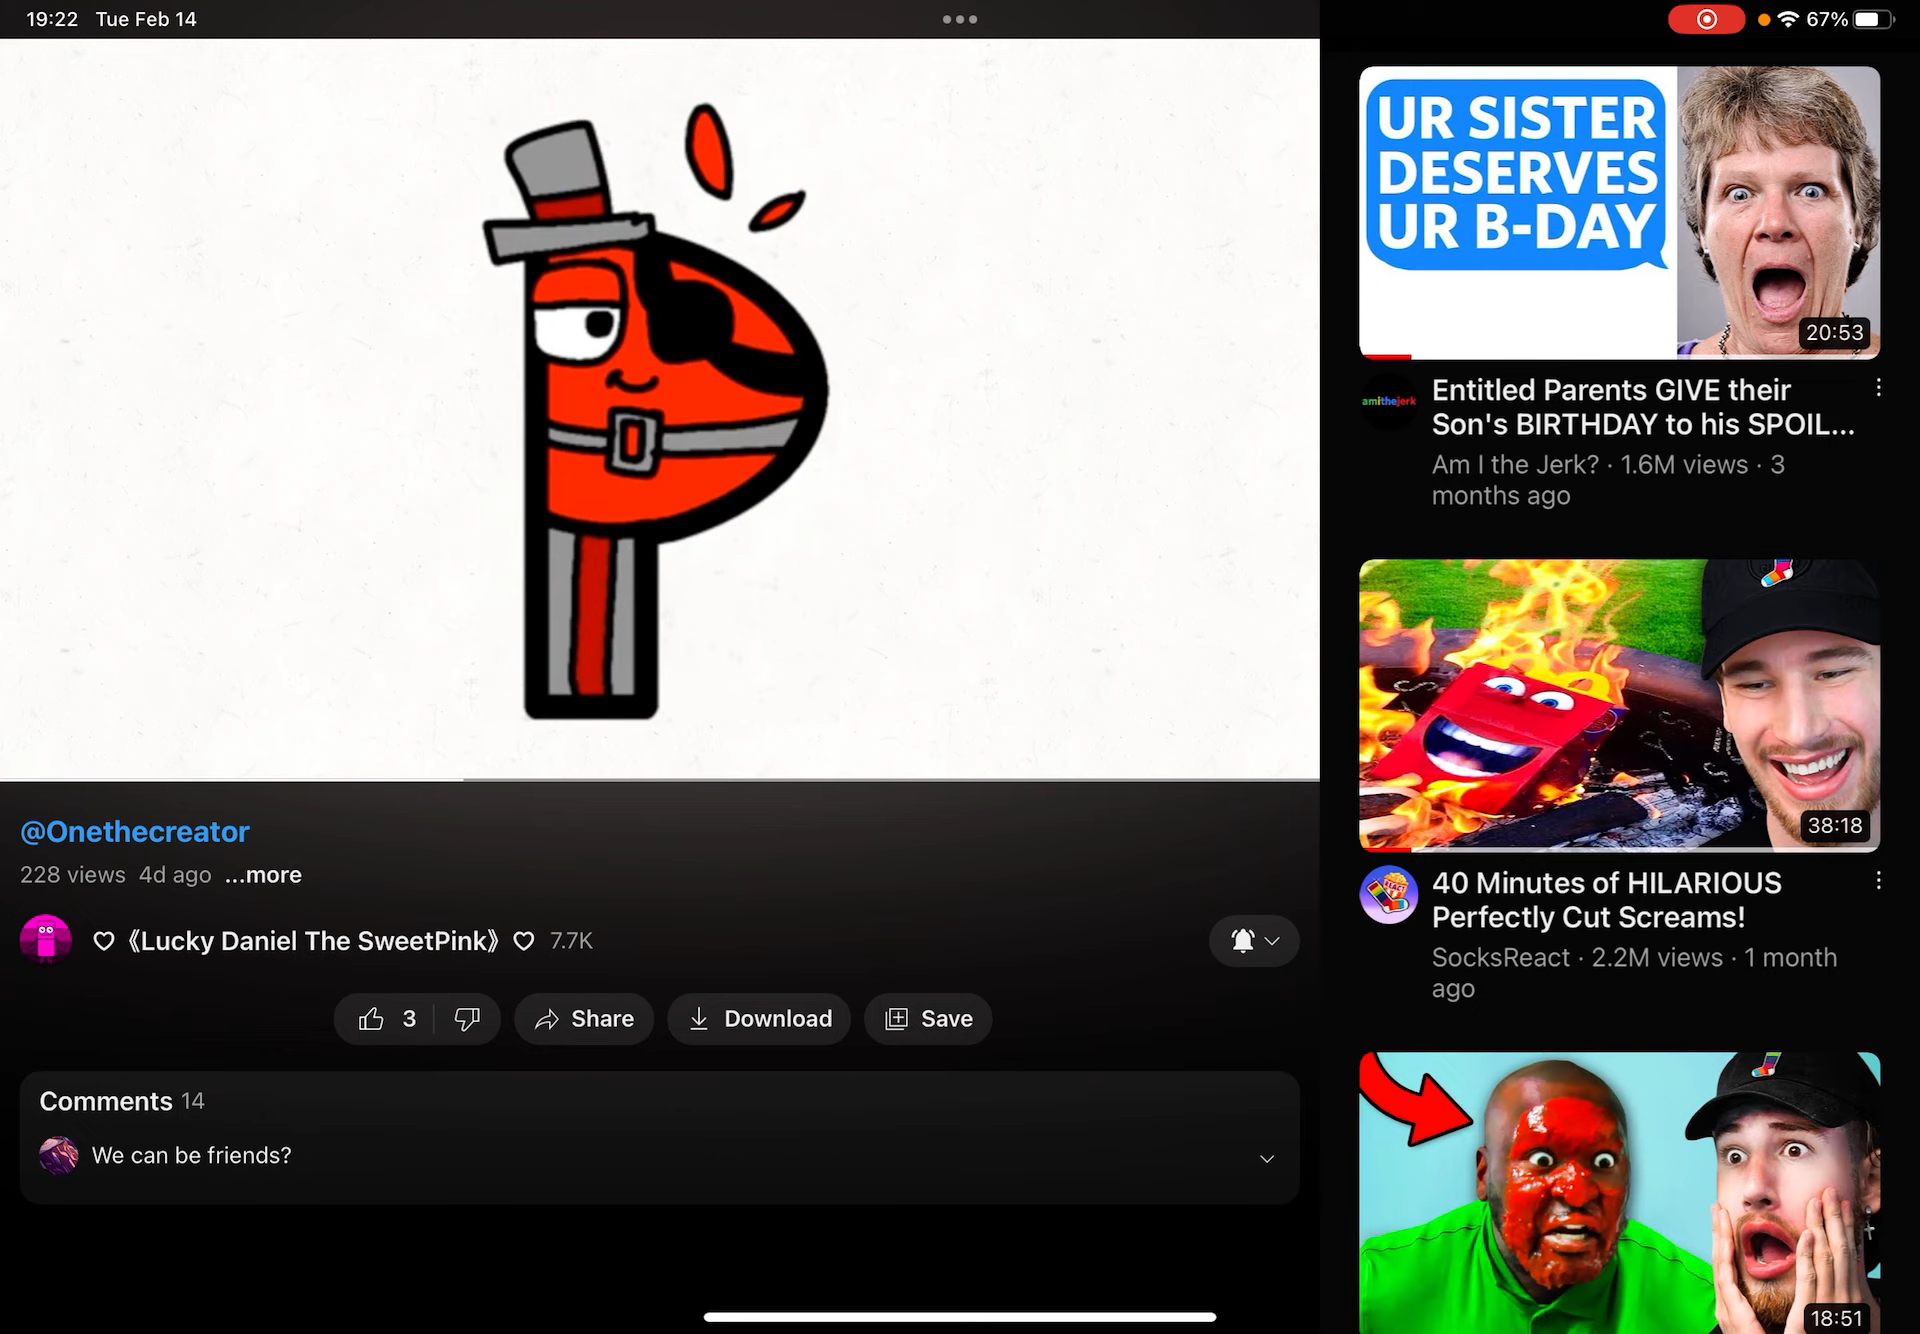 19:22 Tue Feb 14
67%
UR SISTER
DESERVES
UR B-DAY
20:53
amithejerk
Entitled Parents GIVE their
Son's BIRTHDAY to his SPOIL...
Am I the Jerk? · 1.6M views · 3
months ago
38:18
REACT
40 Minutes of HILARIOUS
Perfectly Cut Screams!
SocksReact · 2.2M views · 1 month
ago
18:51
@Onethecreator
228 views 4d ago ...more
♡《Lucky Daniel The SweetPink》♡ 7.7K
3
Share
Download
Save
Comments 14
We can be friends?